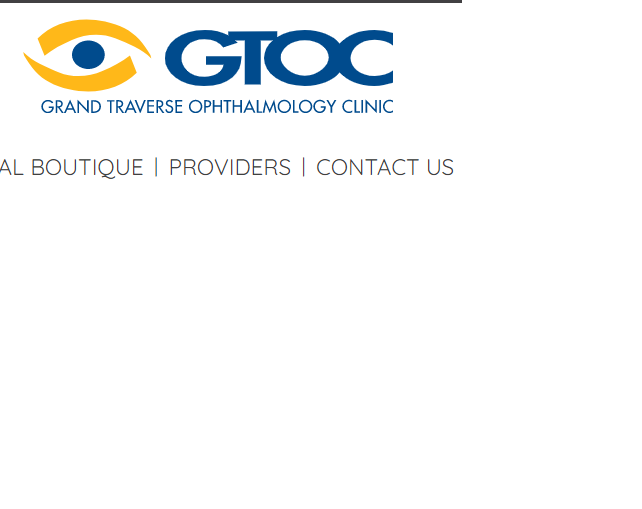 GTOC
GRAND TRAVERSE OPHTHALMOLOGY CLINIC
AL BOUTIQUE | PROVIDERS | CONTACT US